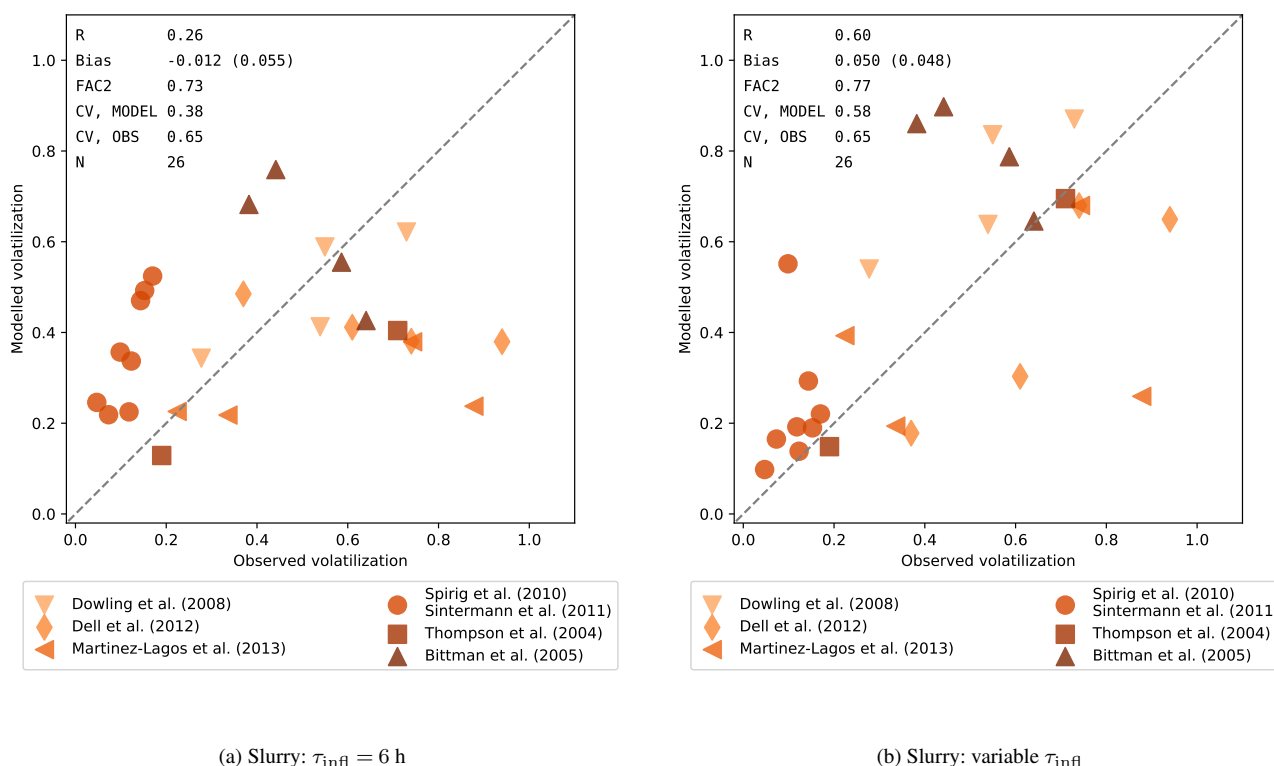 R 0.26
Bias -0.012 (0.055)
FAC2 0.73
CV, MODEL 0.38
CV, OBS 0.65
N 26
1.0
0.8
0.6
0.4
0.2
0.0
Modelled volatilization
0.0 0.2 0.4 0.6 0.8 1.0
Observed volatilization
Dowling et al. (2008)
Dell et al. (2012)
Martinez-Lagos et al. (2013)
Spirig et al. (2010)
Sintermann et al. (2011)
Thompson et al. (2004)
Bittman et al. (2005)
(a) Slurry: τinfl = 6 h
R 0.60
Bias 0.050 (0.048)
FAC2 0.77
CV, MODEL 0.58
CV, OBS 0.65
N 26
1.0
0.8
0.6
0.4
0.2
0.0
Modelled volatilization
0.0 0.2 0.4 0.6 0.8 1.0
Observed volatilization
Dowling et al. (2008)
Dell et al. (2012)
Martinez-Lagos et al. (2013)
Spirig et al. (2010)
Sintermann et al. (2011
Thompson et al. (2004)
Bittman et al. (2005)
(b) Slurry: variable τinfl